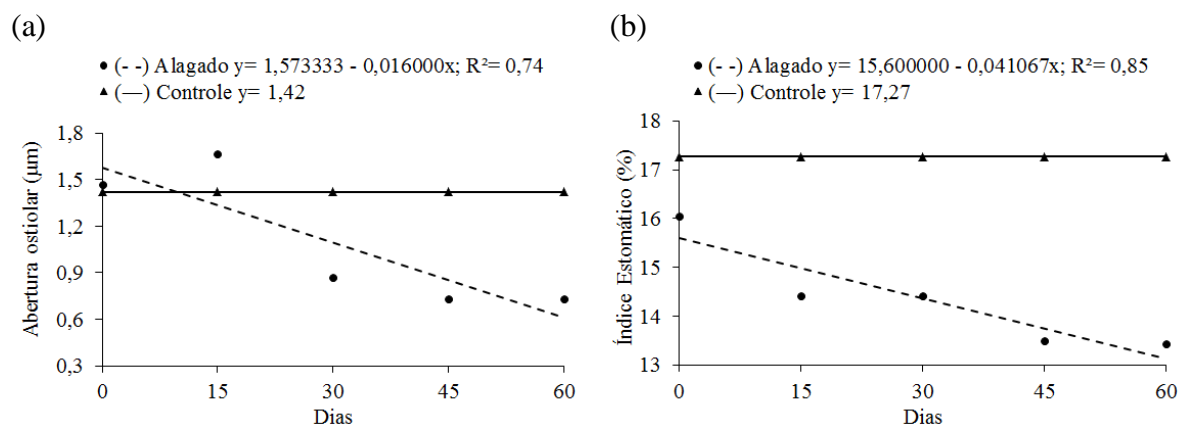 (a)
● (- -) Alagado y= 1,573333 - 0,016000x; R²= 0,74
▲ (—) Controle y= 1,42
Abertura ostiolar (µm)
1,8
1,5
1,2
0,9
0,6
0,3
0 15 30 45 60
Dias
(b)
● (- -) Alagado y= 15,600000 - 0,041067x; R²= 0,85
▲ (—) Controle y= 17,27
Índice Estomático (%)
18
17
16
15
14
13
0 15 30 45 60
Dias